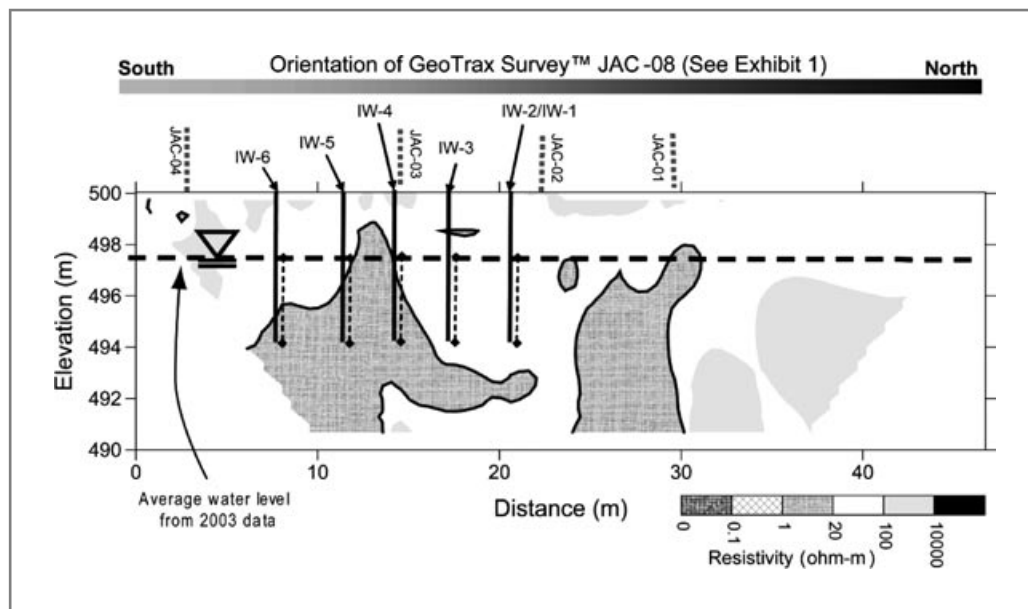 Orientation of GeoTrax Survey™ JAC-08 (See Exhibit 1)
South
North
IW-4
IW-2/IW-1
JAC-04
IW-6
IW-5
JAC-03
IW-3
JAC-02
JAC-01
500
498
496
494
492
490
Elevation (m)
0
10
20
30
40
Distance (m)
Average water level
from 2003 data
0
0.1
1
20
100
10000
Resistivity (ohm-m)